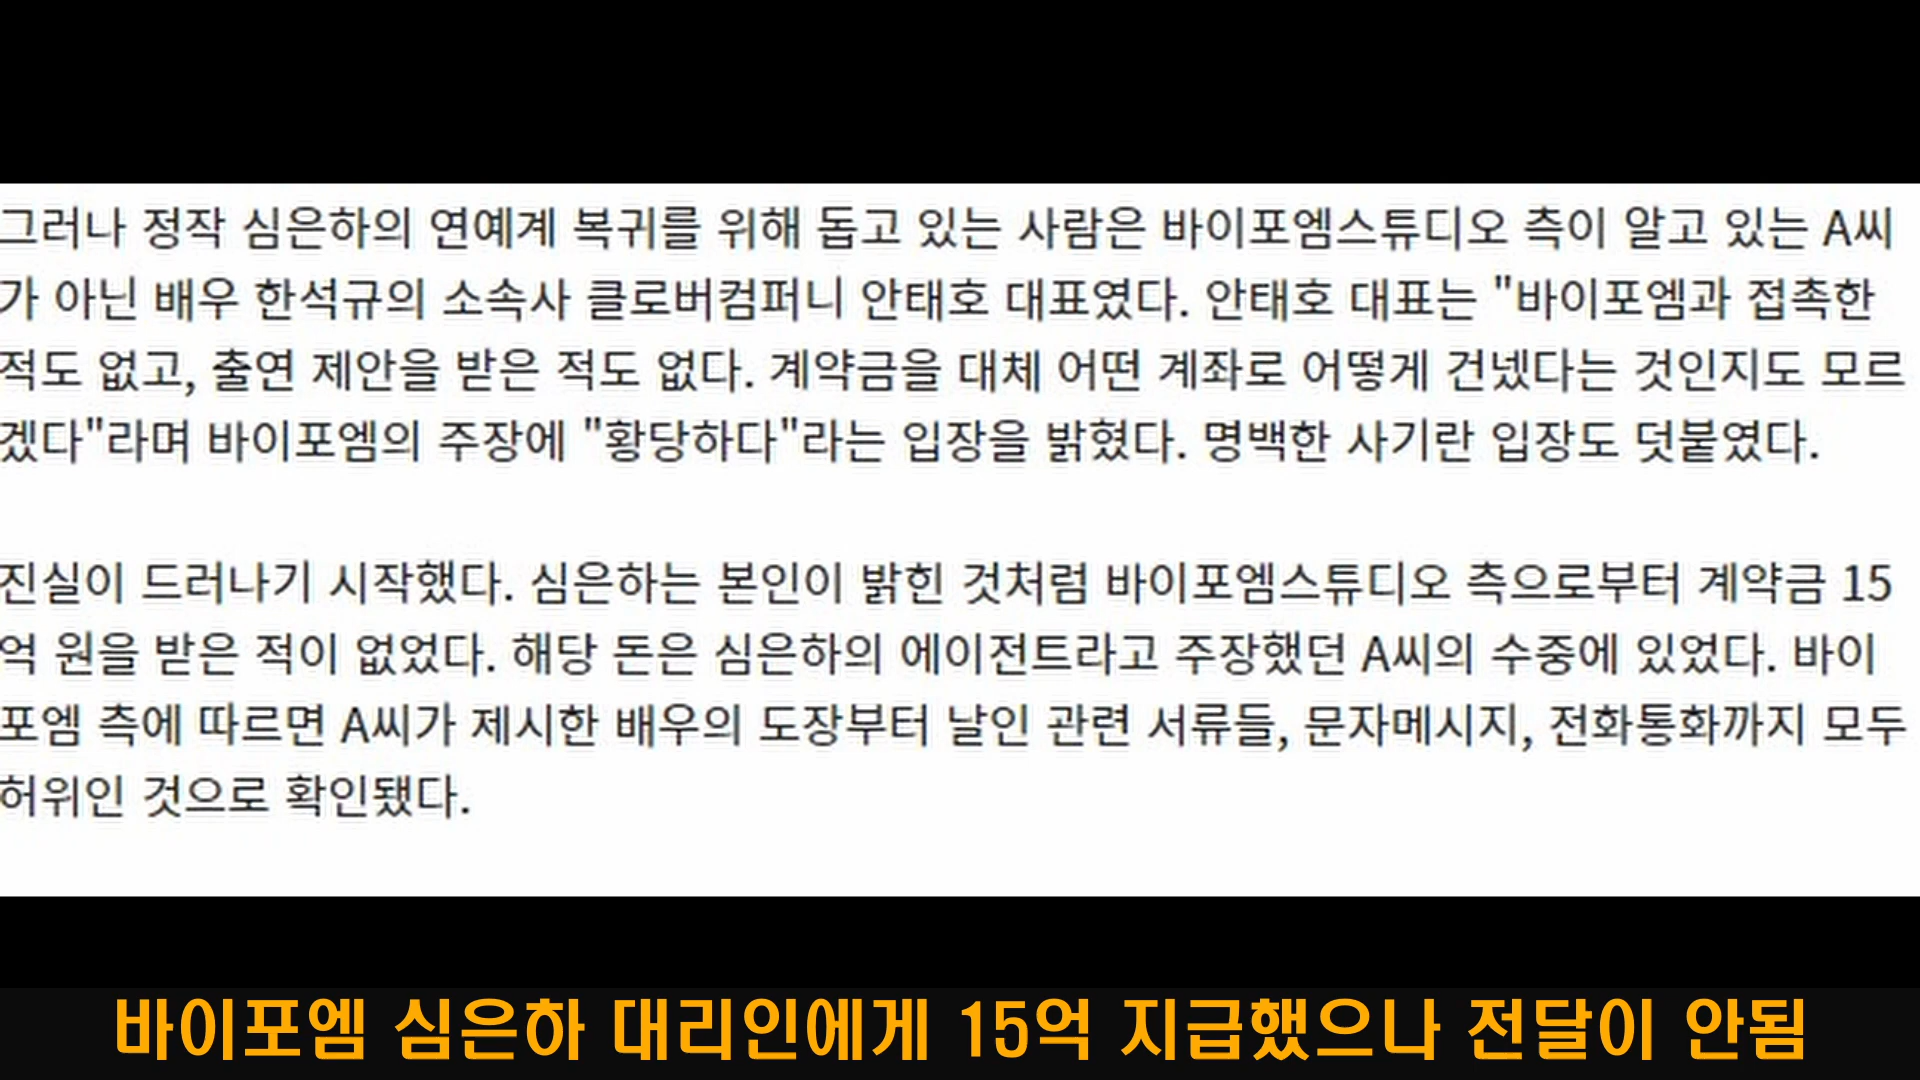 그러나 정작 심은하의 연예계 복귀를 위해 돕고 있는 사람은 바이포엠스튜디오 측이 알고 있는 A씨
가 아닌 배우 한석규의 소속사 클로버컴퍼니 안태호 대표였다. 안태호 대표는 "바이포엠과 접촉한
적도 없고, 출연 제안을 받은 적도 없다. 계약금을 대체 어떤 계좌로 어떻게 건넸다는 것인지도 모르
겠다"라며 바이포엠의 주장에 "황당하다"라는 입장을 밝혔다. 명백한 사기란 입장도 덧붙였다.
진실이 드러나기 시작했다. 심은하는 본인이 밝힌 것처럼 바이포엠스튜디오 측으로부터 계약금 15
억 원을 받은 적이 없었다. 해당 돈은 심은하의 에이전트라고 주장했던 A씨의 수중에 있었다. 바이
포엠 측에 따르면 A씨가 제시한 배우의 도장부터 날인 관련 서류들, 문자메시지, 전화통화까지 모두
허위인 것으로 확인됐다.
바이포엠 심은하 대리인에게 15억 지급했으나 전달이 안됨